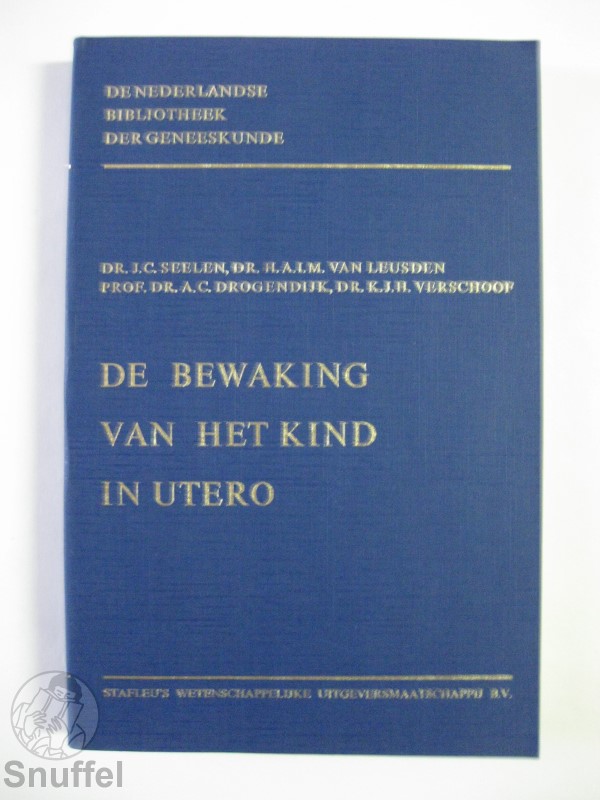 DE NEDERLANDSE
BIBLIOTHEEK
DER GENEESKUNDE
DR. J.C. SEELEN, DR. H.A.I.M. VAN LEUSDEN
PROF. DR. A.C. DROGENDIJK, DR. K.J.H. VERSCHOOF
DE BEWAKING
VAN HET KIND
IN UTERO
STAFLEU'S WETENSCHAPPELIJKE UITGEVERSMAATSCHAPPIJ B.V.
Snuffel